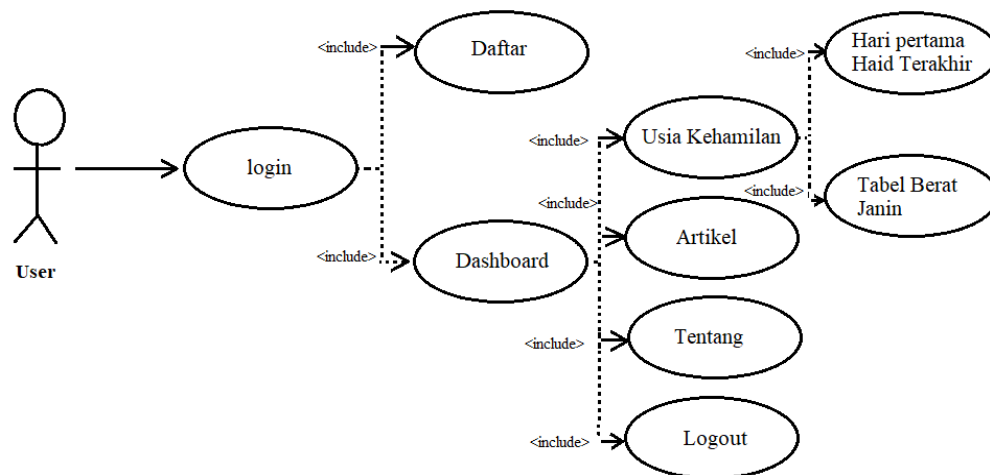 <include>
Daftar
<include>
Hari pertama
Haid Terakhir
<include>
Usia Kehamilan
login
<include>
Tabel Berat
Janin
<include>
Artikel
<include>
Dashboard
User
<include>
Tentang
<include>
Logout